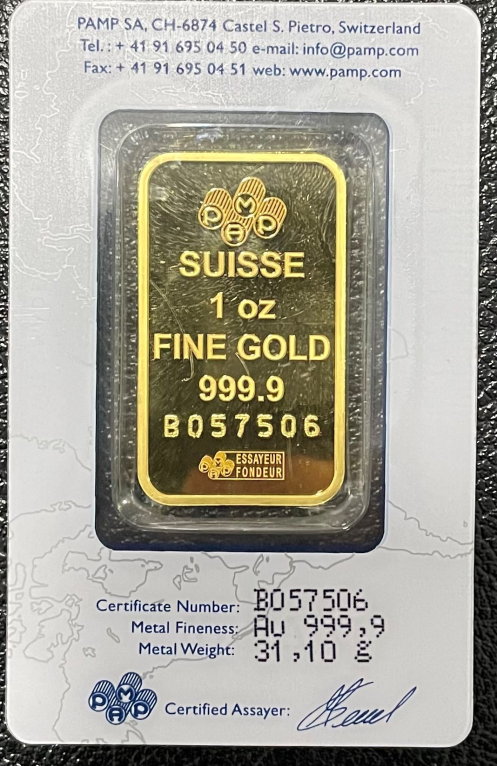 PAMP SA, CH-6874 Castel S. Pietro, Switzerland
Tel. : + 41 91 695 04 50 e-mail: info@pamp.com
Fax: + 41 91 695 04 51 web: www.pamp.com
PAMP
SUISSE
1 oz
FINE GOLD
999.9
B057506
PAMP ESSAYEUR
FONDEUR
Certificate Number: B057506
Metal Fineness: Au 999,9
Metal Weight: 31,10 g
PAMP Certified Assayer: